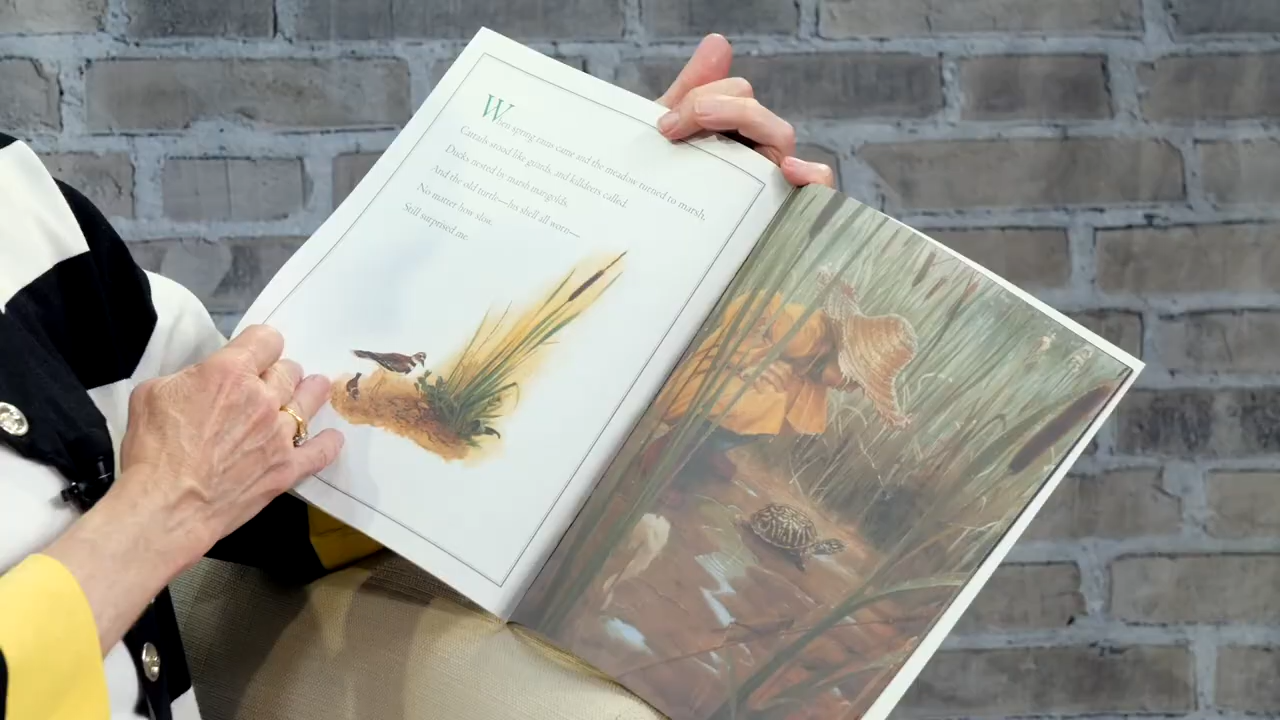 When spring rains came and the meadow turned to marsh,
Cattails stood like guards, and killdeers called.
Ducks nested by marsh marigolds.
And the old turtle—his shell all worn—
No matter how slow,
Still surprised me.